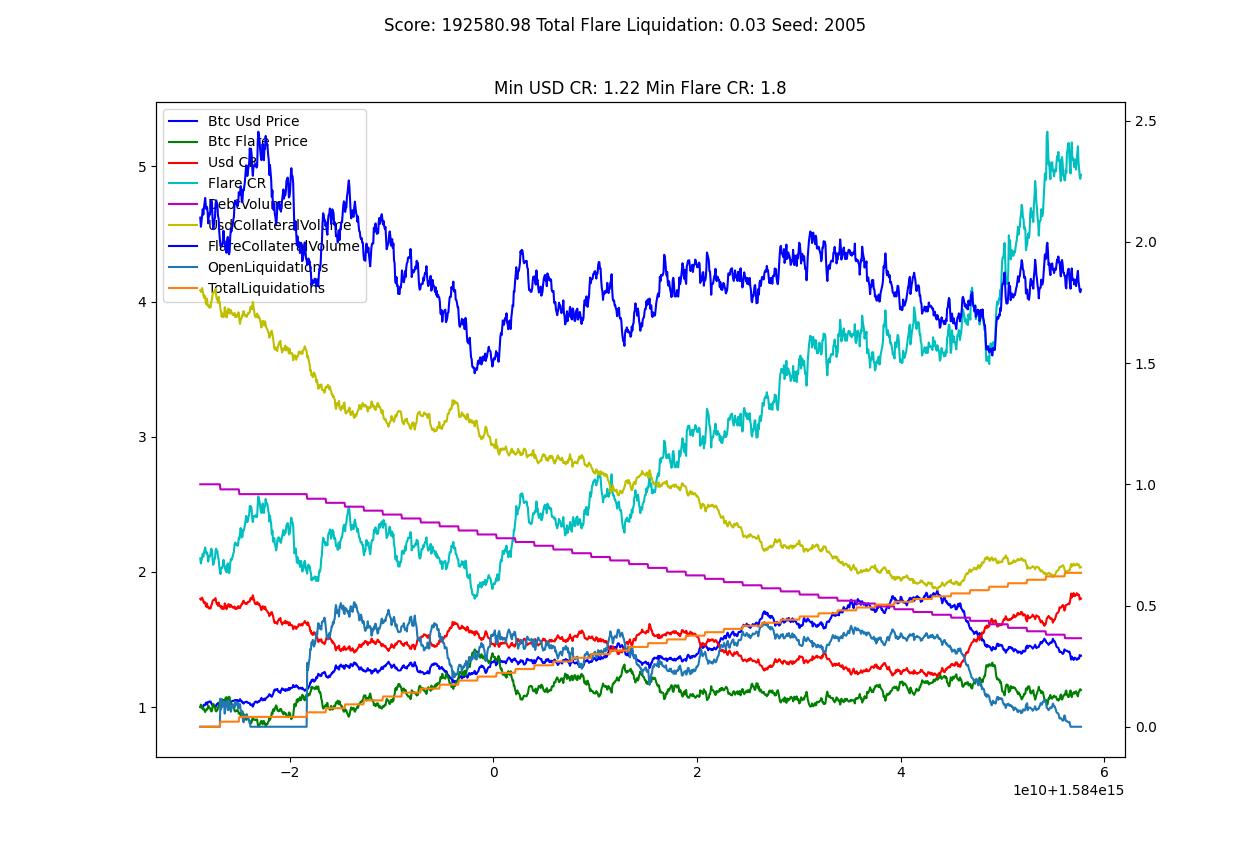 Score: 192580.98 Total Flare Liquidation: 0.03 Seed: 2005
Min USD CR: 1.22 Min Flare CR: 1.8
Btc Usd Price
Btc Flare Price
Usd CR
Flare CR
DebtVolume
UsdCollateralVolume
FlareCollateralVolume
OpenLiquidations
TotalLiquidations
5
4
3
2
1
2.5
2.0
1.5
1.0
0.5
0.0
−2
0
2
4
6
1e10+1.584e15